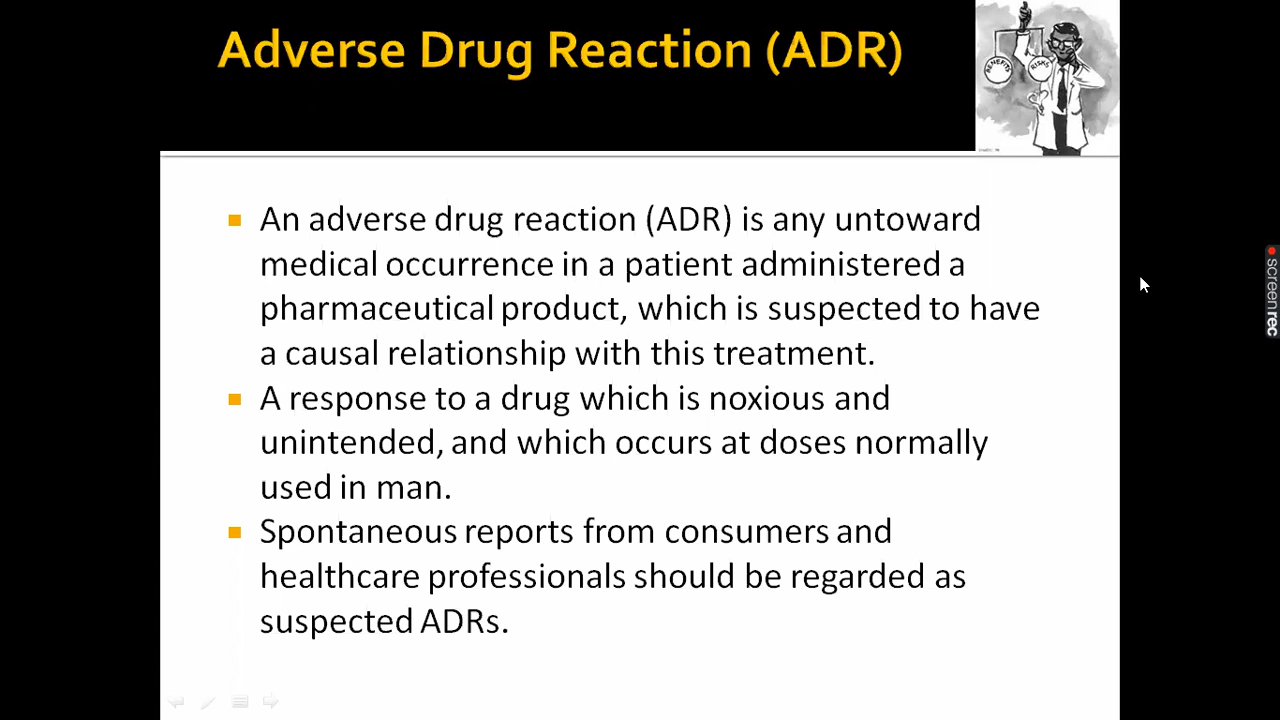 Adverse Drug Reaction (ADR)
BENEFITS
RISKS
An adverse drug reaction (ADR) is any untoward
medical occurrence in a patient administered a
pharmaceutical product, which is suspected to have
a causal relationship with this treatment.
A response to a drug which is noxious and
unintended, and which occurs at doses normally
used in man.
Spontaneous reports from consumers and
healthcare professionals should be regarded as
suspected ADRs.
screenrec